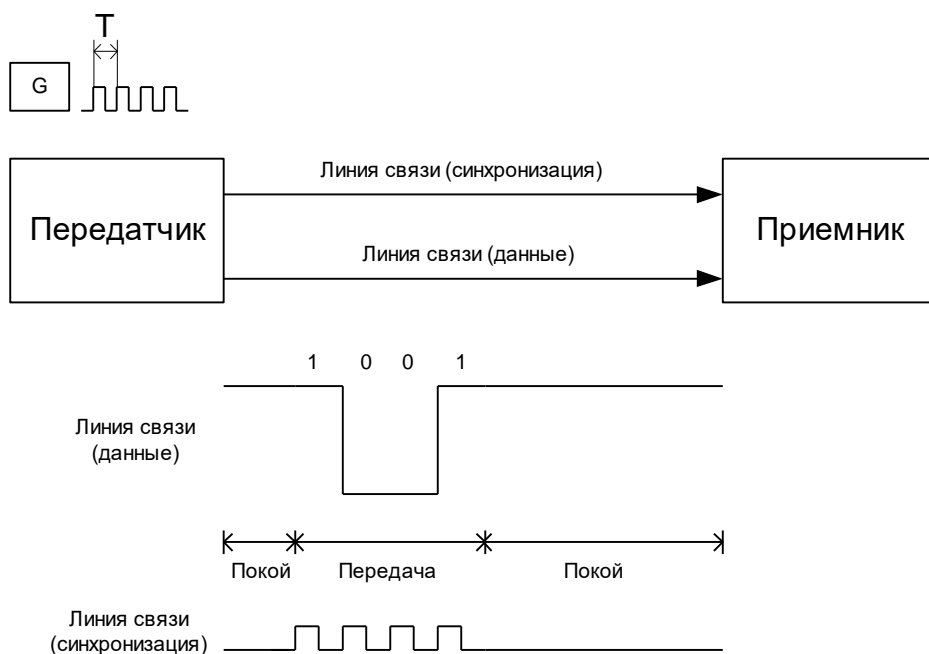 T
G
Линия связи (синхронизация)
Передатчик
Приемник
Линия связи (данные)
1 0 0 1
Линия связи
(данные)
Покой Передача Покой
Линия связи
(синхронизация)